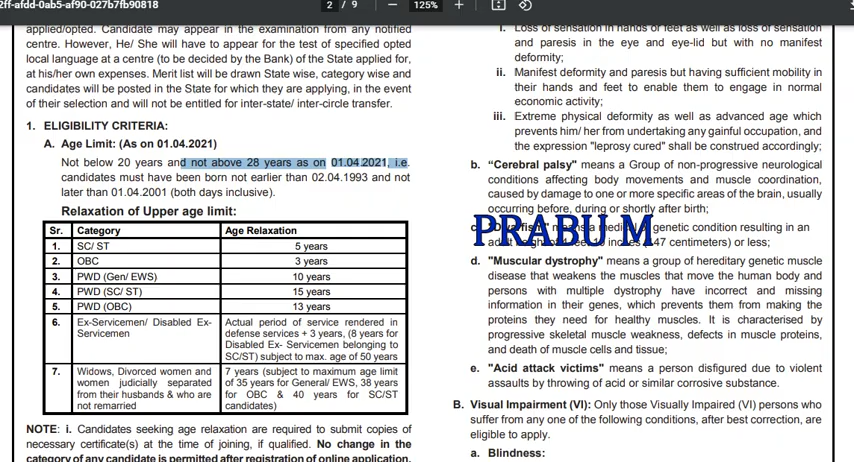 2ff-afdd-0ab5-af90-027b7fb90818
2 / 9
125%
applied/opted. Candidate may appear in the examination from any notified
centre. However, He/ She will have to appear for the test of specified opted
local language at a centre (to be decided by the Bank) of the State applied for,
at his/her own expenses. Merit list will be drawn State wise, category wise and
candidates will be posted in the State for which they are applying, in the event
of their selection and will not be entitled for inter-state/ inter-circle transfer.
1. ELIGIBILITY CRITERIA:
A. Age Limit: (As on 01.04.2021)
Not below 20 years and not above 28 years as on 01.04.2021, i.e.
candidates must have been born not earlier than 02.04.1993 and not
later than 01.04.2001 (both days inclusive).
Relaxation of Upper age limit:
Sr. Category Age Relaxation
1. SC/ ST 5 years
2. OBC 3 years
3. PWD (Gen/ EWS) 10 years
4. PWD (SC/ ST) 15 years
5. PWD (OBC) 13 years
6. Ex-Servicemen/ Disabled Ex- Actual period of service rendered in
Servicemen defense services + 3 years, (8 years for
Disabled Ex- Servicemen belonging to
SC/ST) subject to max. age of 50 years
7. Widows, Divorced women and 7 years (subject to maximum age limit
women judicially separated of 35 years for General/ EWS, 38 years
from their husbands & who are for OBC & 40 years for SC/ST
not remarried candidates)
NOTE: i. Candidates seeking age relaxation are required to submit copies of
necessary certificate(s) at the time of joining, if qualified. No change in the
category of any candidate is permitted after registration of online application.
i. Loss of sensation in hands or feet as well as loss of sensation
and paresis in the eye and eye-lid but with no manifest
deformity;
ii. Manifest deformity and paresis but having sufficient mobility in
their hands and feet to enable them to engage in normal
economic activity;
iii. Extreme physical deformity as well as advanced age which
prevents him/ her from undertaking any gainful occupation, and
the expression "leprosy cured" shall be construed accordingly;
b. “Cerebral palsy" means a Group of non-progressive neurological
conditions affecting body movements and muscle coordination,
caused by damage to one or more specific areas of the brain, usually
occurring before, during or shortly after birth;
PRABU M
genetic condition resulting in an
centimeters) or less;
d. "Muscular dystrophy" means a group of hereditary genetic muscle
disease that weakens the muscles that move the human body and
persons with multiple dystrophy have incorrect and missing
information in their genes, which prevents them from making the
proteins they need for healthy muscles. It is characterised by
progressive skeletal muscle weakness, defects in muscle proteins,
and death of muscle cells and tissue;
e. "Acid attack victims" means a person disfigured due to violent
assaults by throwing of acid or similar corrosive substance.
B. Visual Impairment (VI): Only those Visually Impaired (VI) persons who
suffer from any one of the following conditions, after best correction, are
eligible to apply.
a. Blindness: